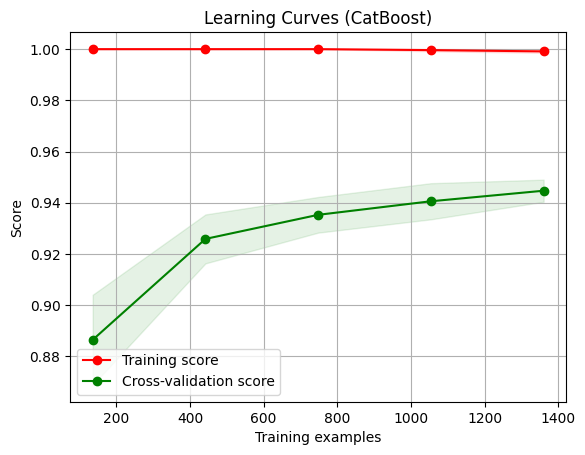 Learning Curves (CatBoost)
1.00
0.98
0.96
0.94
0.92
0.90
0.88
Score
Training score
Cross-validation score
200 400 600 800 1000 1200 1400
Training examples